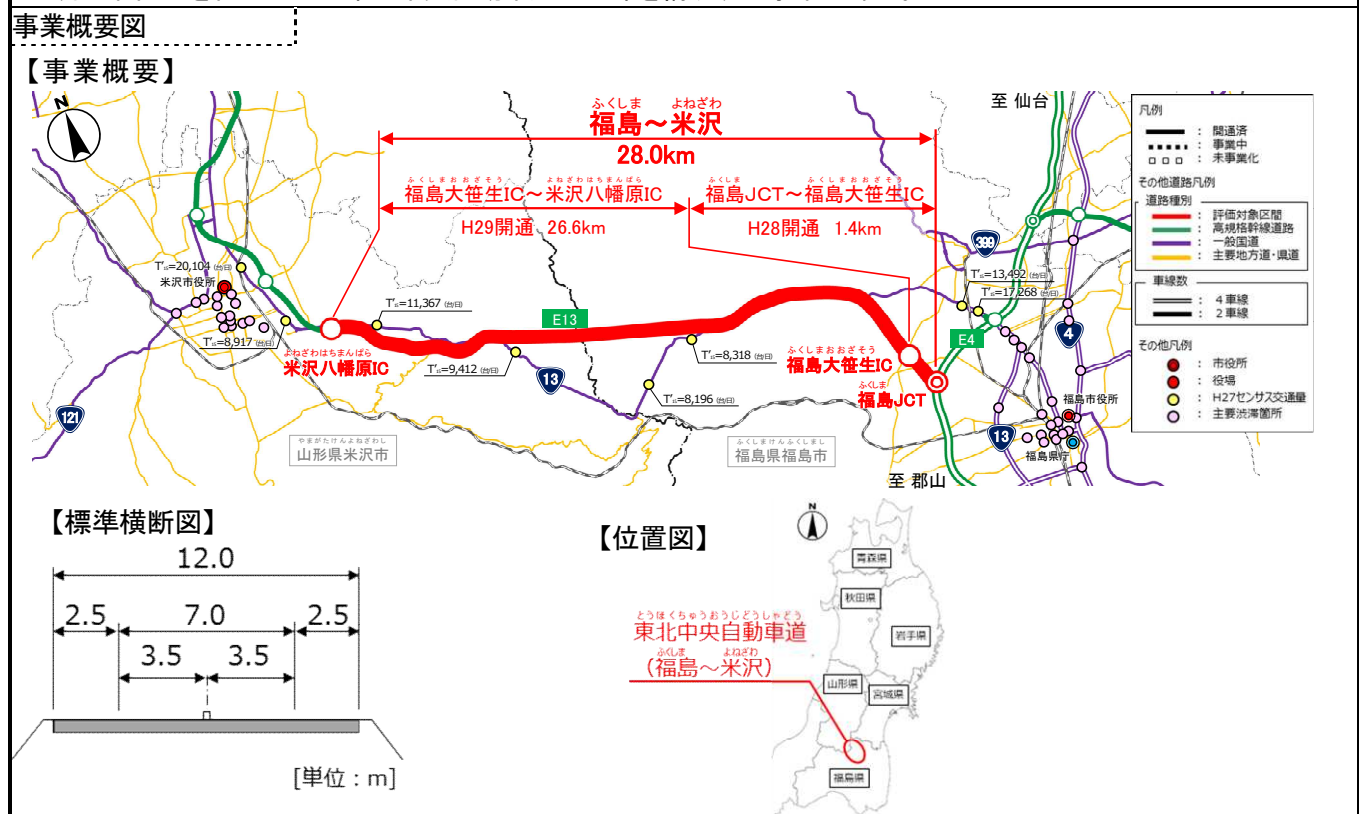 事業概要図
【事業概要】
N
至 仙台
ふくしま よねざわ
福島～米沢
28.0km
ふくしまおおざそう よねざわはちまんぱら
福島大笹生IC～米沢八幡原IC
H29開通 26.6km
ふくしま ふくしまおおざそう
福島JCT～福島大笹生IC
H28開通 1.4km
凡例
： 開通済
： 事業中
： 未事業化
その他道路凡例
道路種別
： 評価対象区間
： 高規格幹線道路
： 一般国道
： 主要地方道・県道
車線数
： 4車線
： 2車線
その他凡例
： 市役所
： 役場
： H27センサス交通量
： 主要渋滞箇所
399
=20,104 (台/日)
米沢市役所
=13,492 (台/日)
=17,268 (台/日)
=11,367 (台/日)
E13
E4
4
=8,917 (台/日)
よねざわはちまんぱら
米沢八幡原IC
=9,412 (台/日)
13
=8,318 (台/日)
=8,196 (台/日)
ふくしまおおざそう
福島大笹生IC
ふくしま
福島JCT
121
やまがたけんよねざわし
山形県米沢市
ふくしまけんふくしまし
福島県福島市
福島市役所
13
福島県庁
至 郡山
【標準横断図】
12.0
2.5 7.0 2.5
3.5 3.5
[単位：m]
【位置図】
N
青森県
秋田県
岩手県
山形県
宮城県
福島県
とうほくちゅうおうじどうしゃどう
東北中央自動車道
ふくしま よねざわ
（福島～米沢）